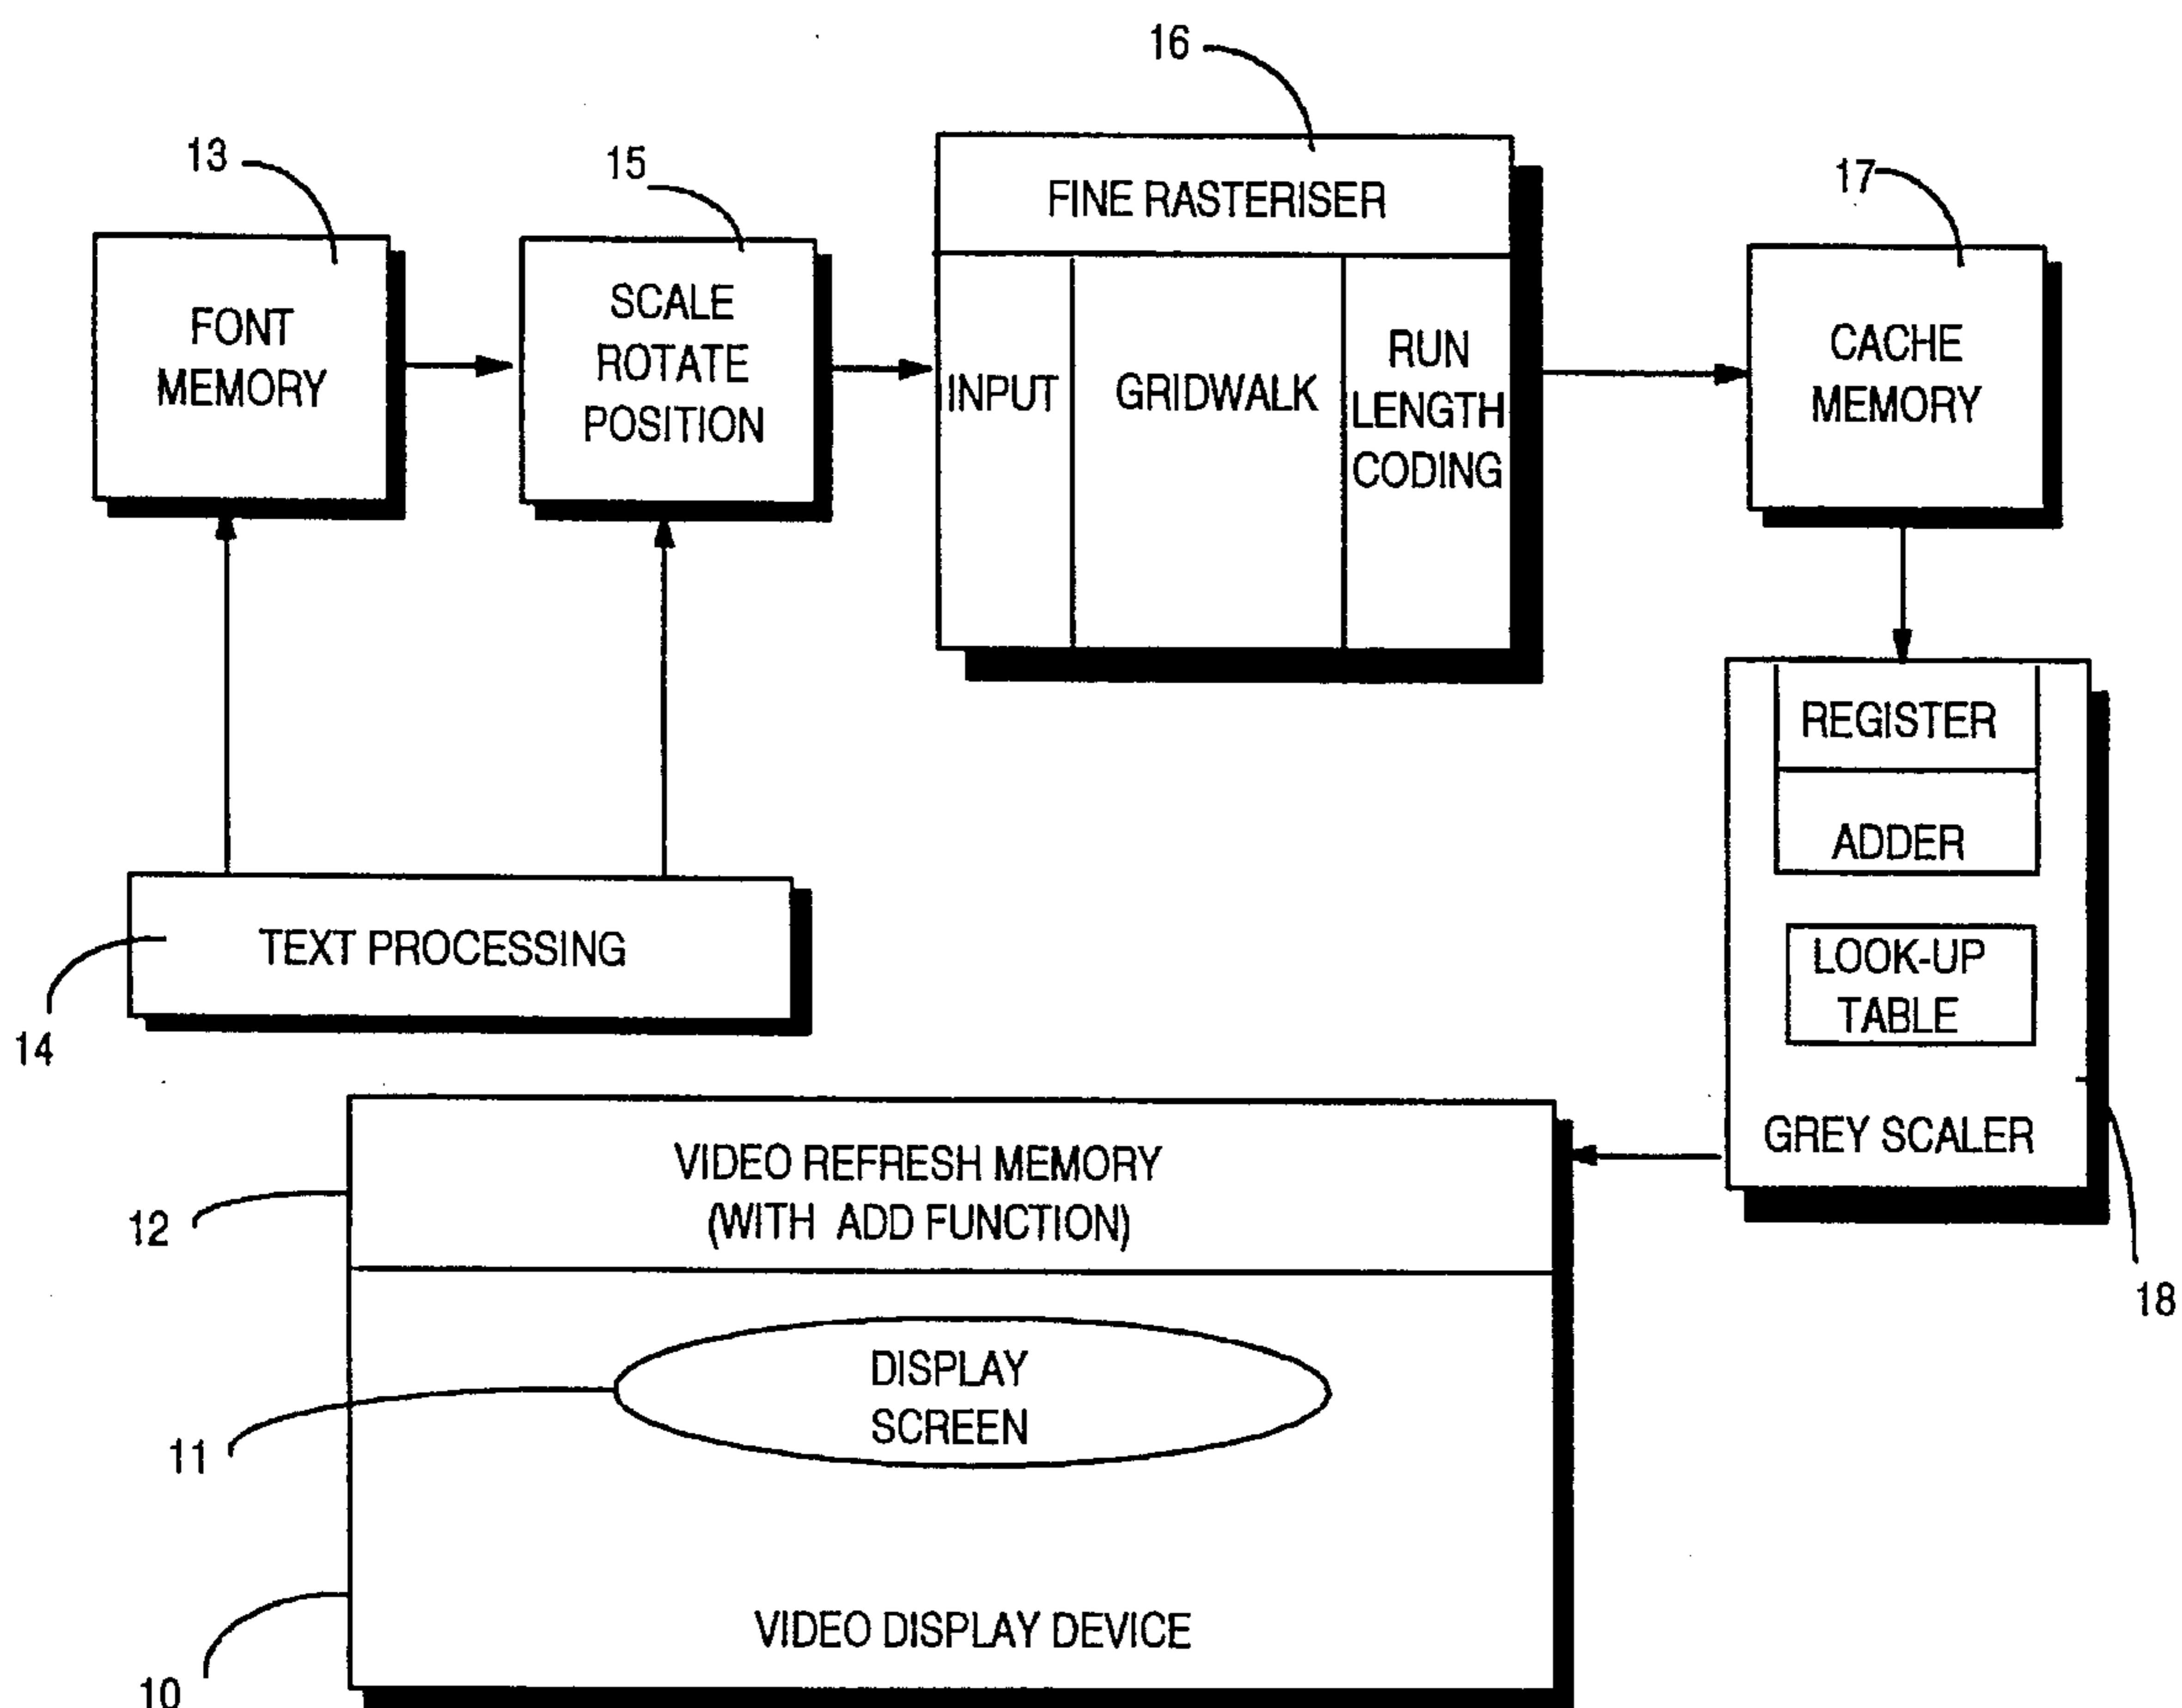 16
13
15
17
FINE RASTERISER
FONT
MEMORY
SCALE
ROTATE
POSITION
INPUT
GRIDWALK
RUN
LENGTH
CODING
CACHE
MEMORY
REGISTER
ADDER
LOOK-UP
TABLE
GREY SCALER
18
TEXT PROCESSING
14
VIDEO REFRESH MEMORY
(WITH ADD FUNCTION)
12
DISPLAY
SCREEN
11
VIDEO DISPLAY DEVICE
10